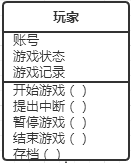 玩家
账号
游戏状态
游戏记录
开始游戏（ ）
提出中断（ ）
暂停游戏（ ）
结束游戏（ ）
存档（ ）